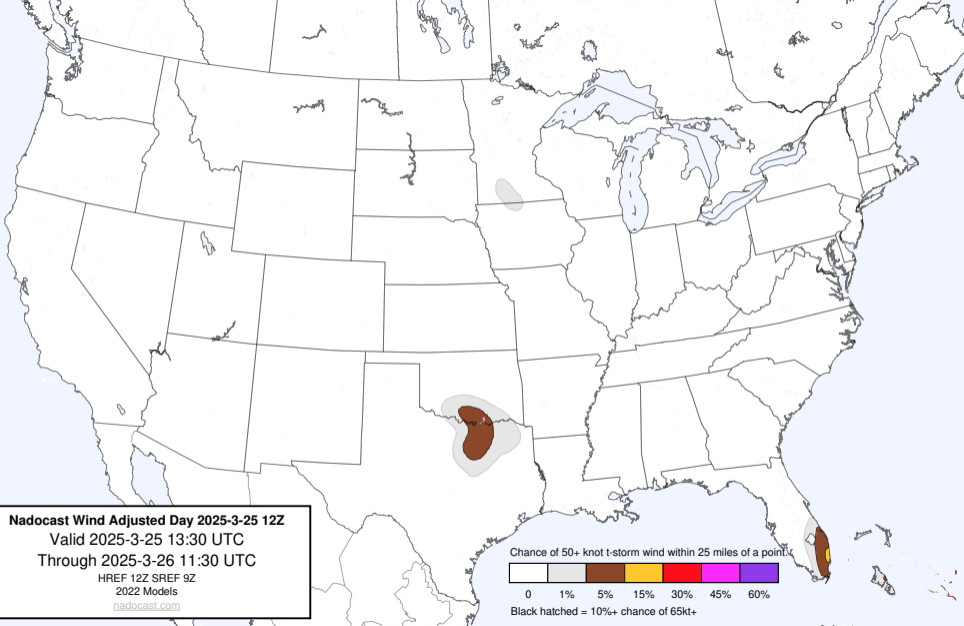 Nadocast Wind Adjusted Day 2025-3-25 12Z
Valid 2025-3-25 13:30 UTC
Through 2025-3-26 11:30 UTC
HREF 12Z SREF 9Z
2022 Models
nadocast.com
Chance of 50+ knot t-storm wind within 25 miles of a point.
0 1% 5% 15% 30% 45% 60%
Black hatched = 10%+ chance of 65kt+